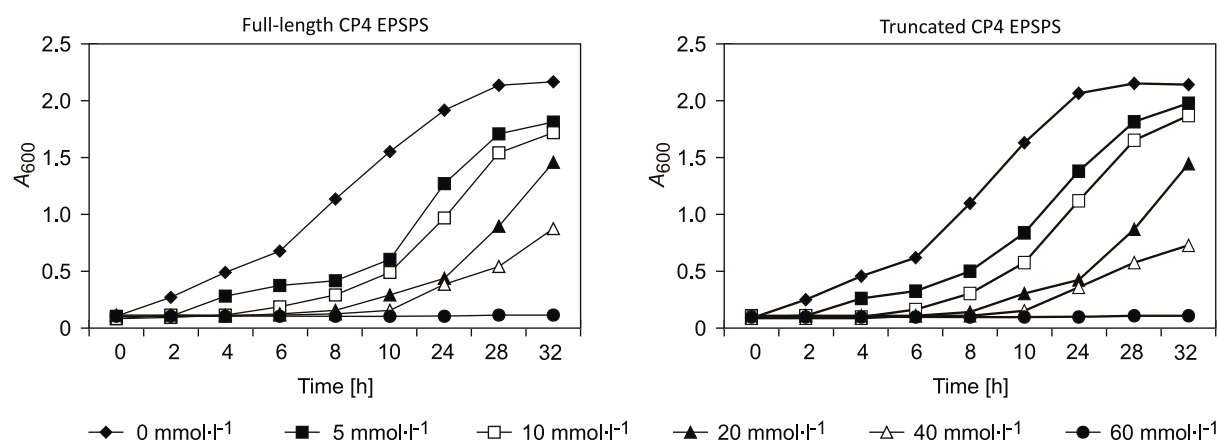 Full-length CP4 EPSPS
2.5
2.0
1.5
1.0
0.5
0
A600
0 2 4 6 8 10 24 28 32
Time [h]
Truncated CP4 EPSPS
2.5
2.0
1.5
1.0
0.5
0
A600
0 2 4 6 8 10 24 28 32
Time [h]
0 mmol·l⁻¹ 5 mmol·l⁻¹ 10 mmol·l⁻¹ 20 mmol·l⁻¹ 40 mmol·l⁻¹ 60 mmol·l⁻¹